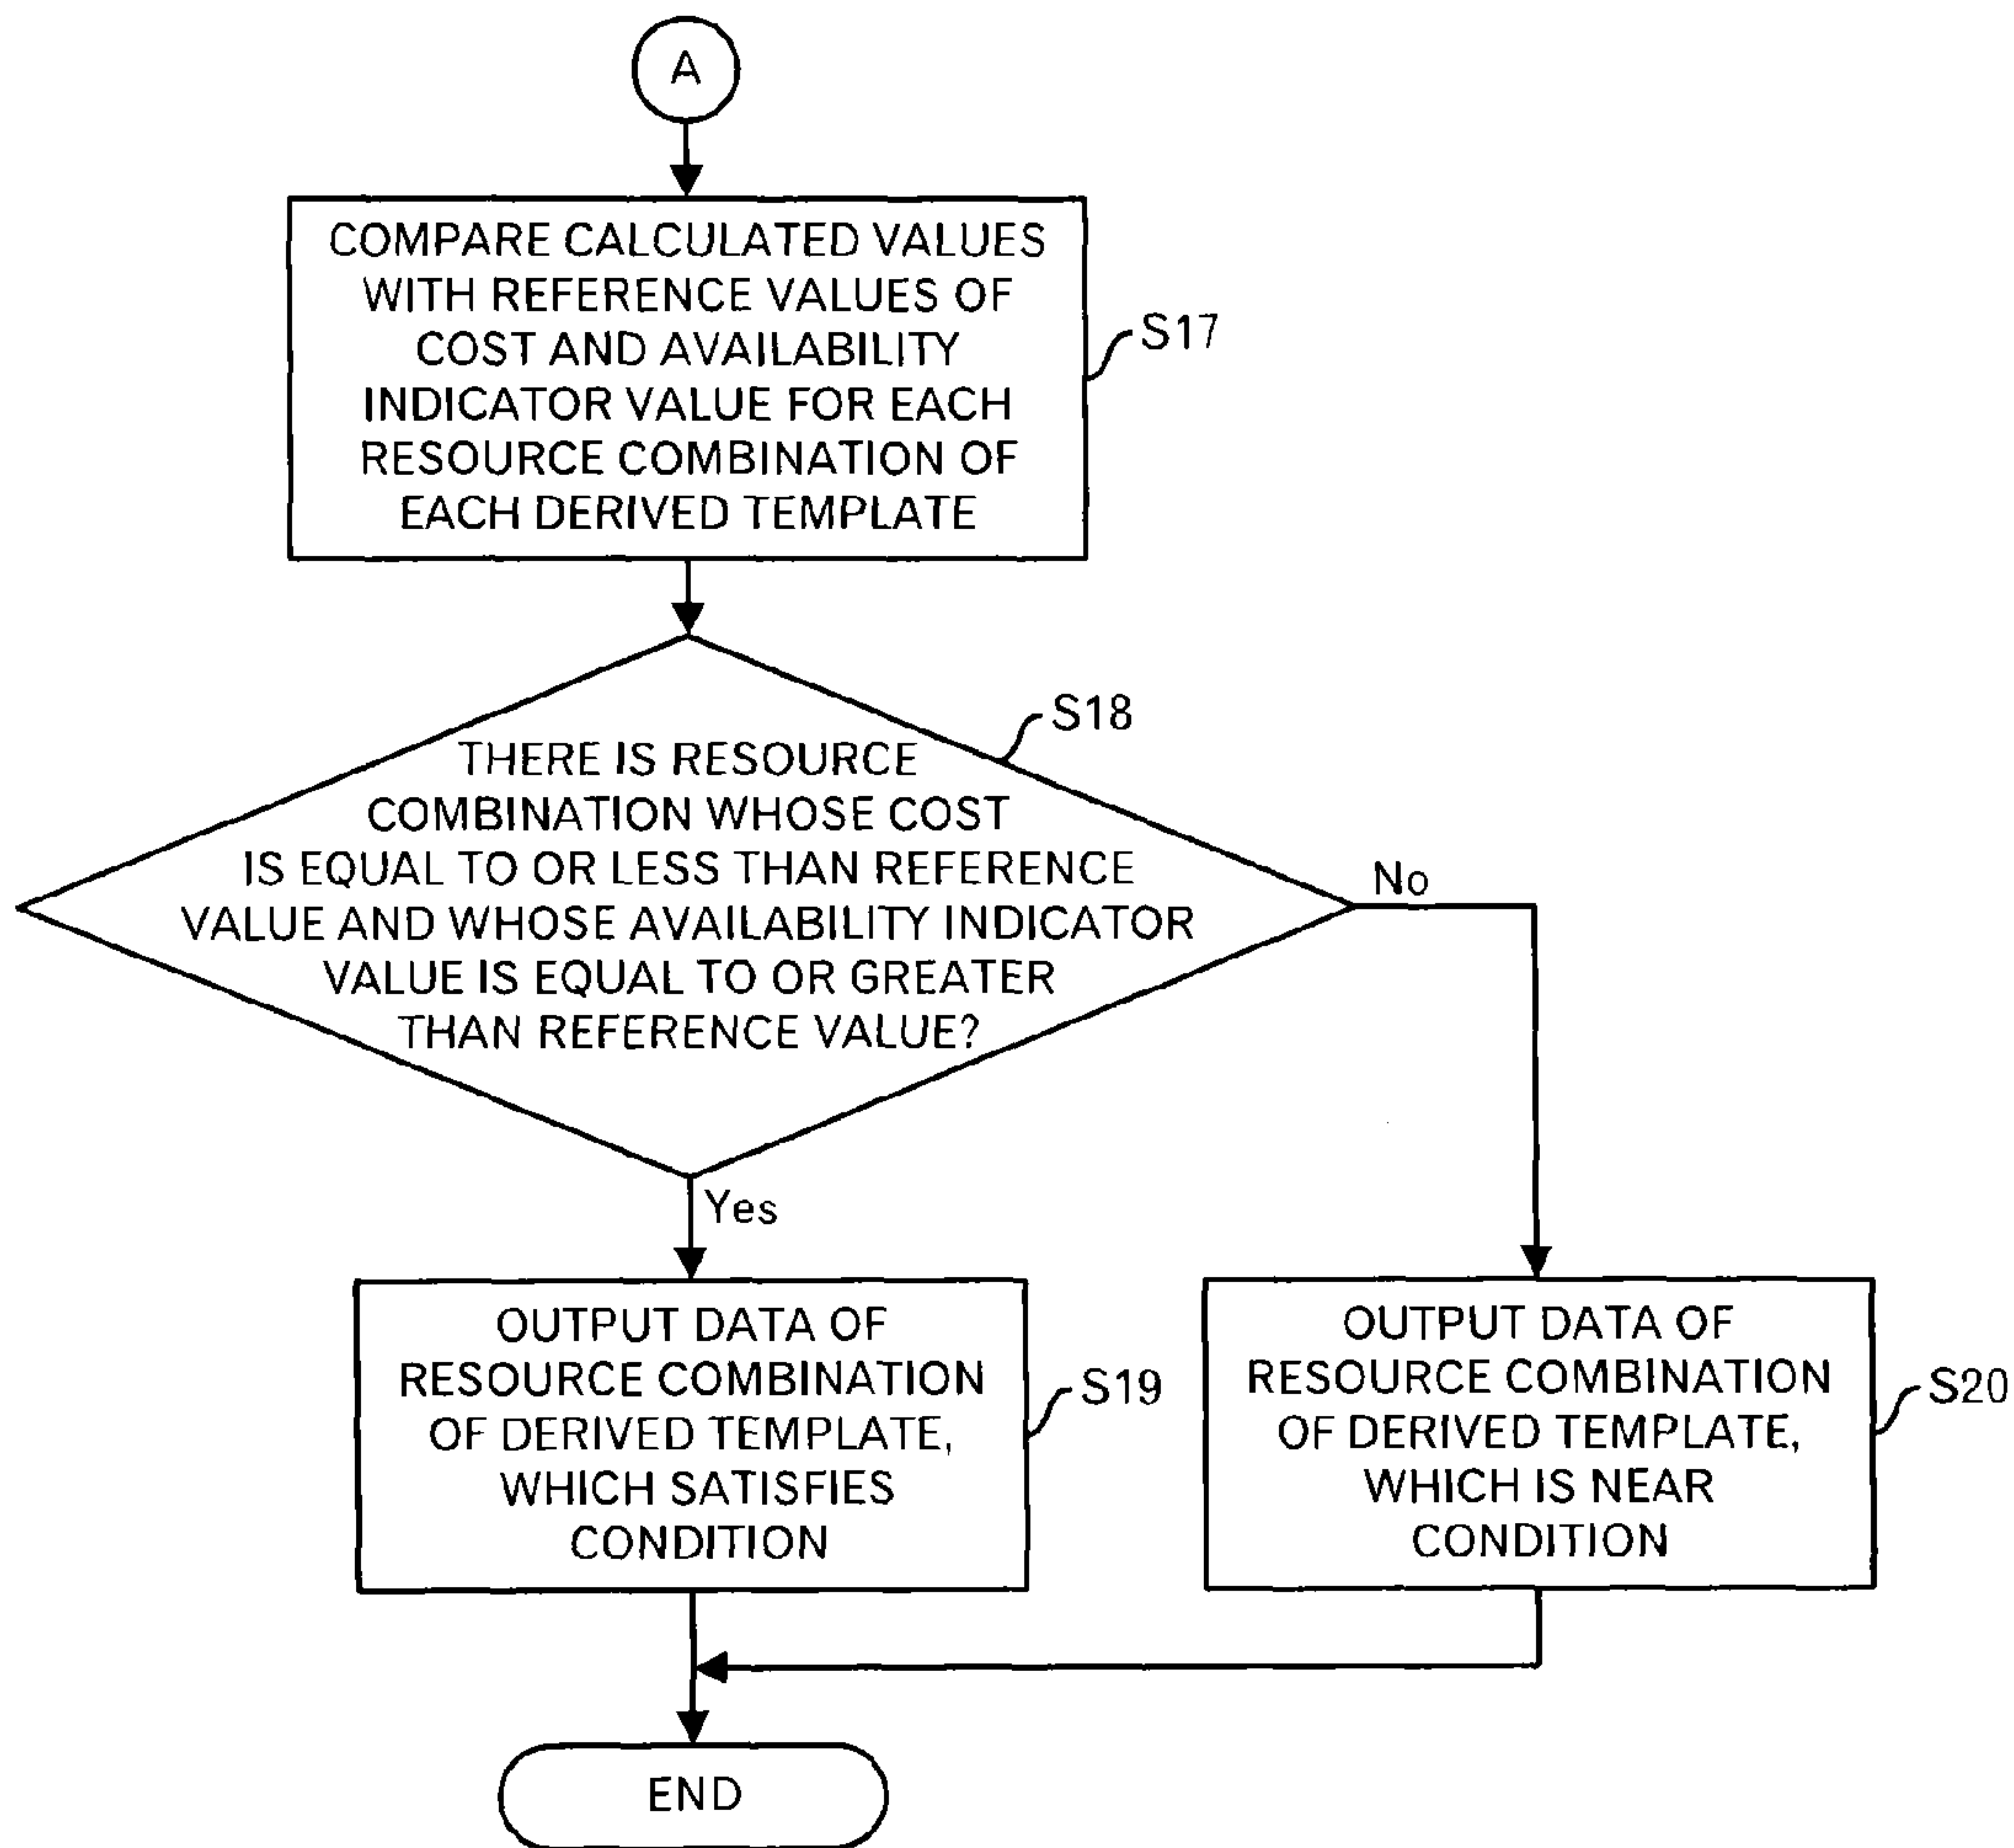 A
COMPARE CALCULATED VALUES
WITH REFERENCE VALUES OF
COST AND AVAILABILITY
INDICATOR VALUE FOR EACH
RESOURCE COMBINATION OF
EACH DERIVED TEMPLATE
S17
S18
THERE IS RESOURCE
COMBINATION WHOSE COST
IS EQUAL TO OR LESS THAN REFERENCE
VALUE AND WHOSE AVAILABILITY INDICATOR
VALUE IS EQUAL TO OR GREATER
THAN REFERENCE VALUE?
No
Yes
OUTPUT DATA OF
RESOURCE COMBINATION
OF DERIVED TEMPLATE,
WHICH SATISFIES
CONDITION
S19
OUTPUT DATA OF
RESOURCE COMBINATION
OF DERIVED TEMPLATE,
WHICH IS NEAR
CONDITION
S20
END